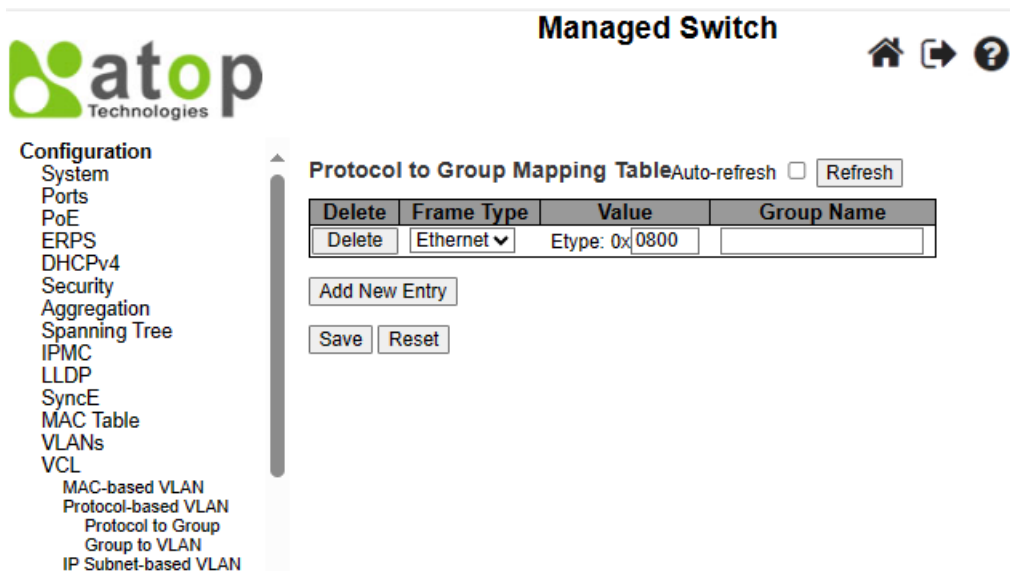 Managed Switch
atop
Technologies
Configuration
System
Ports
PoE
ERPS
DHCPv4
Security
Aggregation
Spanning Tree
IPMC
LLDP
SyncE
MAC Table
VLANs
VCL
MAC-based VLAN
Protocol-based VLAN
Protocol to Group
Group to VLAN
IP Subnet-based VLAN
Protocol to Group Mapping Table Auto-refresh Refresh
Delete Frame Type Value Group Name
Delete Ethernet Etype: 0x 0800
Add New Entry
Save Reset